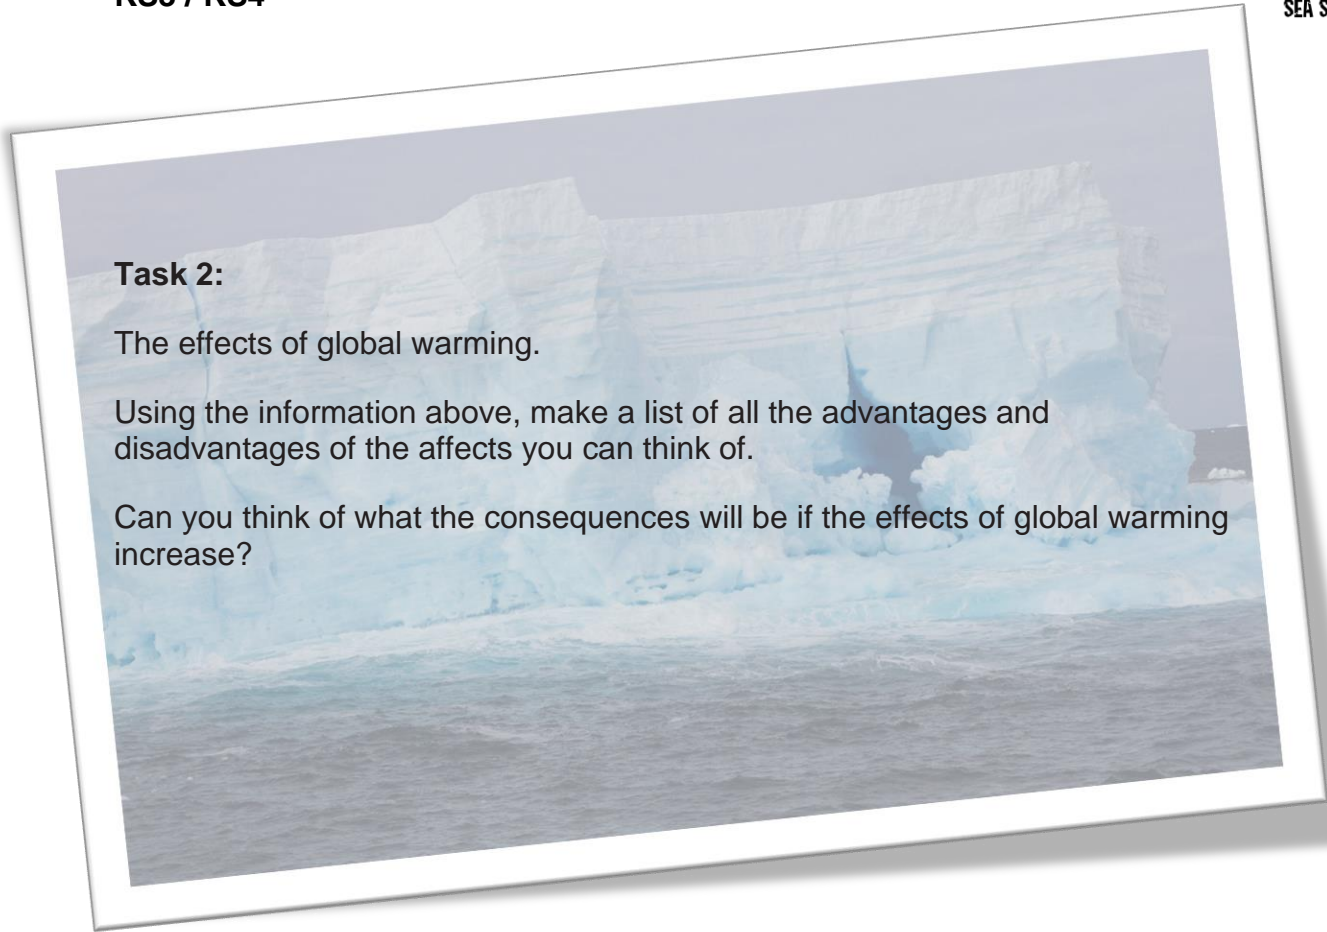 Task 2:
The effects of global warming.
Using the information above, make a list of all the advantages and
disadvantages of the affects you can think of.
Can you think of what the consequences will be if the effects of global warming
increase?